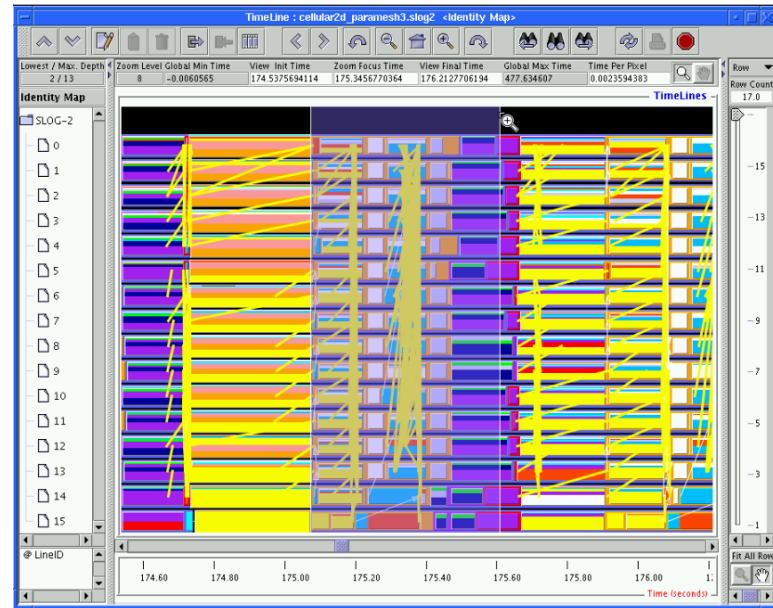 TimeLine : cellular2d_paramesh3.slog2 <Identity Map>
Lowest / Max. Depth
2 / 13
Zoom Level Global Min Time View Init Time Zoom Focus Time View Final Time Global Max Time Time Per Pixel
8 -0.0060565 174.5375694114 175.3456770364 176.2127706194 477.634607 0.0023594383
Row
Row Count
17.0
Identity Map
TimeLines
SLOG-2
0
1
2
3
4
5
6
7
8
9
10
11
12
13
14
15
-15
-13
-11
-9
-7
-5
-3
-1
@ LineID
174.60 174.80 175.00 175.20 175.40 175.60 175.80 176.00
Time (seconds)
Fit All Row